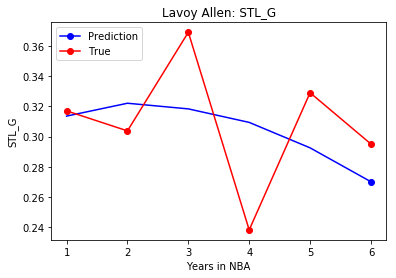 Lavoy Allen: STL_G
Prediction
True
0.36
0.34
0.32
0.30
0.28
0.26
0.24
STL_G
1 2 3 4 5 6
Years in NBA